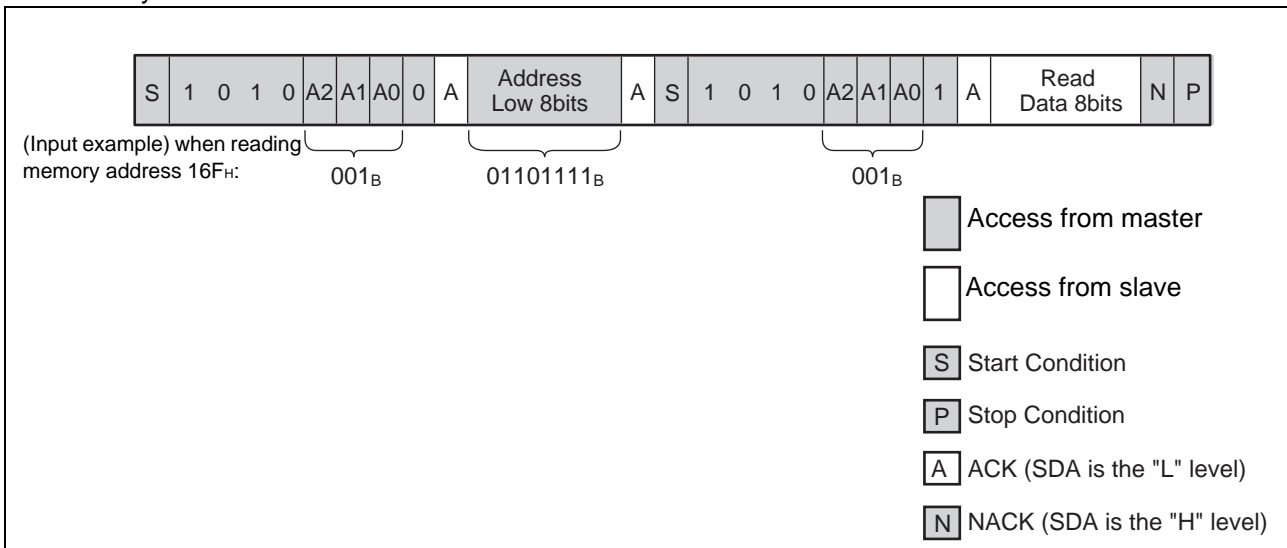 S 1 0 1 0 A2 A1 A0 0 A Address Low 8bits A S 1 0 1 0 A2 A1 A0 1 A Read Data 8bits N P
(Input example) when reading
memory address 16FH:
001B 01101111B 001B
Access from master
Access from slave
S Start Condition
P Stop Condition
A ACK (SDA is the "L" level)
N NACK (SDA is the "H" level)